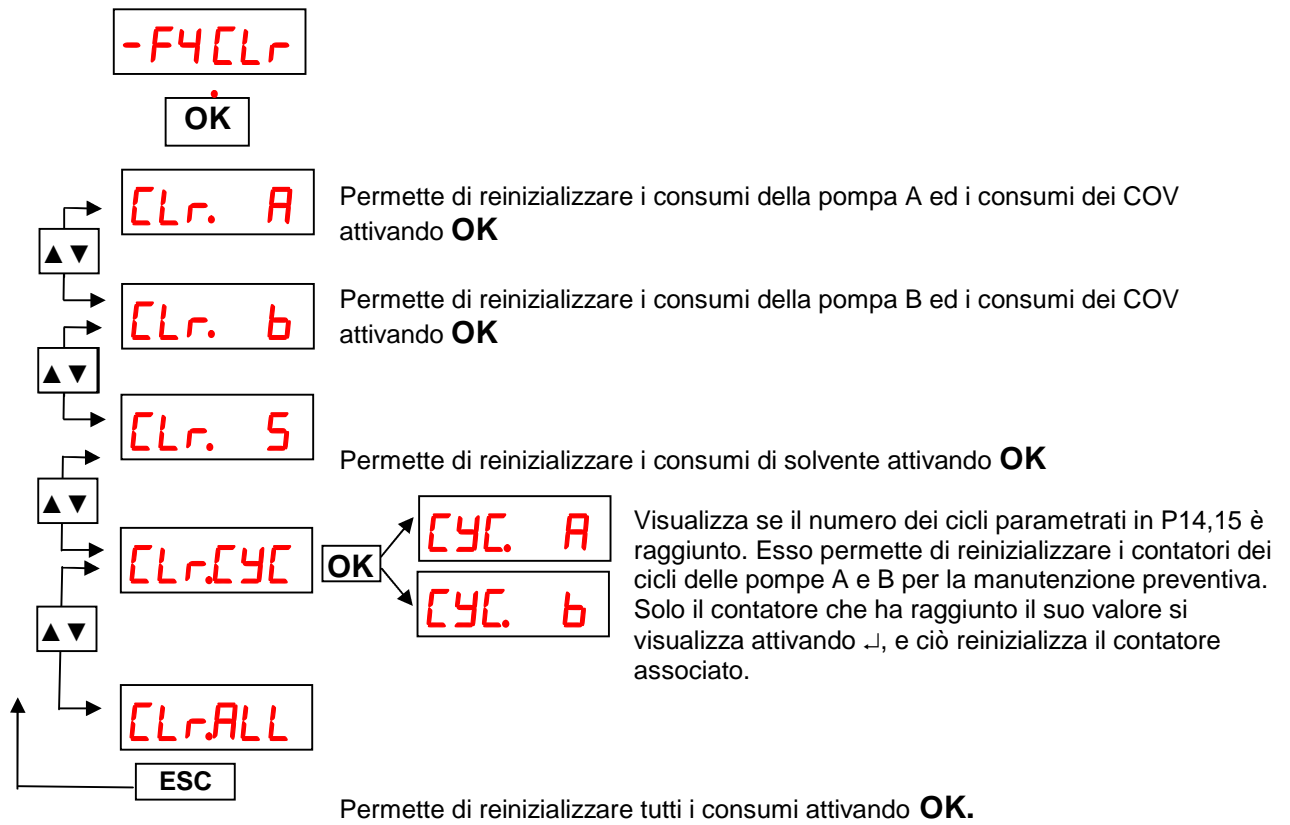 -F4CLr
OK
CLr. A
Permette di reinizializzare i consumi della pompa A ed i consumi dei COV
attivando OK
▲▼
CLr. b
Permette di reinizializzare i consumi della pompa B ed i consumi dei COV
attivando OK
▲▼
CLr. S
Permette di reinizializzare i consumi di solvente attivando OK
▲▼
CLr.CYC
OK
CYC. A
CYC. b
Visualizza se il numero dei cicli parametrati in P14,15 è
raggiunto. Esso permette di reinizializzare i contatori dei
cicli delle pompe A e B per la manutenzione preventiva.
Solo il contatore che ha raggiunto il suo valore si
visualizza attivando ↵, e ciò reinizializza il contatore
associato.
▲▼
CLr.ALL
ESC
Permette di reinizializzare tutti i consumi attivando OK.